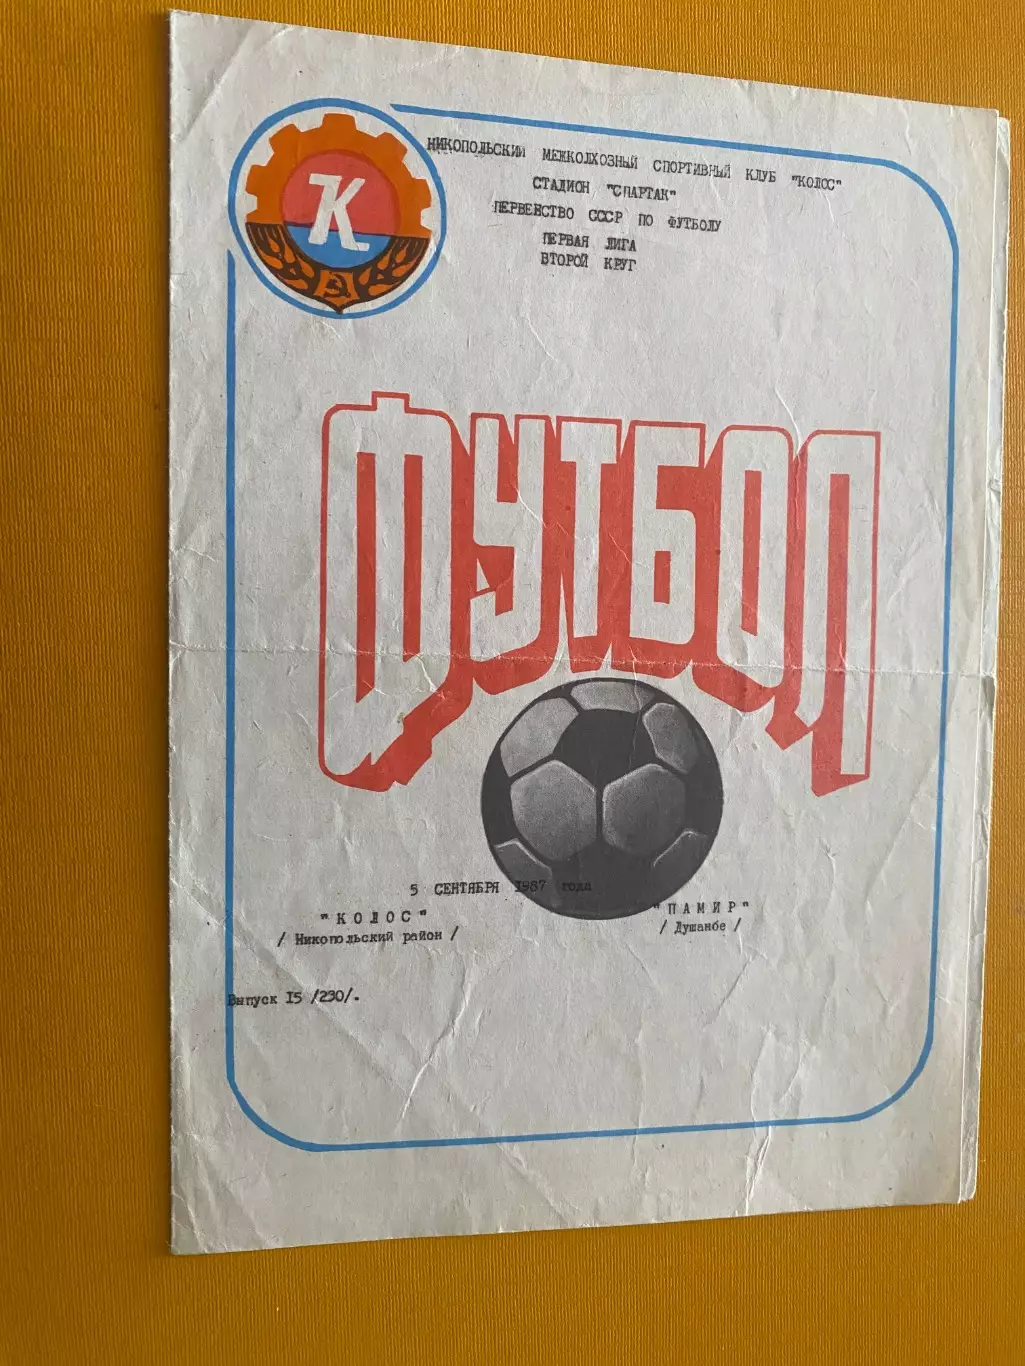 К
НИКОПОЛЬСКИЙ МЕЖКОЛХОЗНЫЙ СПОРТИВНЫЙ КЛУБ "КОЛОС"
СТАДИОН "СПАРТАК"
ПЕРВЕНСТВО СССР ПО ФУТБОЛУ
ПЕРВАЯ ЛИГА
ВТОРОЙ КРУГ
ФУТБОЛ
5 СЕНТЯБРЯ 1987 года
"КОЛОС" "ПАМИР"
/ Никопольский район / / Душанбе /
Выпуск 15 /230/.